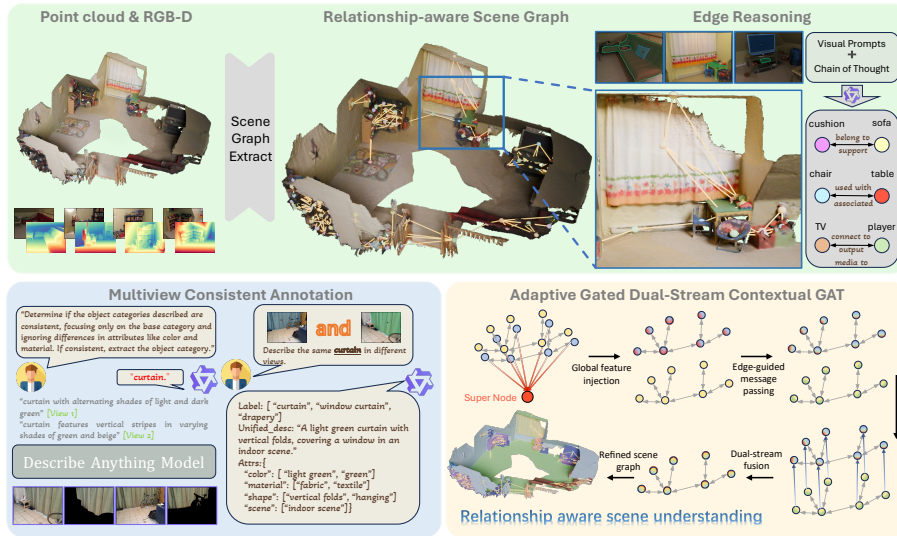 Point cloud & RGB-D
Relationship-aware Scene Graph
Edge Reasoning
Scene
Graph
Extract
Visual Prompts
+
Chain of Thought
cushion
sofa
belong to
support
chair
table
used with
associated
TV
player
connect to
output
media to
Multiview Consistent Annotation
"Determine if the object categories described are
consistent, focusing only on the base category and
ignoring differences in attributes like color and
material. If consistent, extract the object category."
"curtain."
"curtain with alternating shades of light and dark
green" [View 1]
"curtain features vertical stripes in varying
shades of green and beige" [View 2]
Describe Anything Model
and
Describe the same curtain in different
views.
Label: [ "curtain", "window curtain",
"drapery"]
Unified_desc: "A light green curtain with
vertical folds, covering a window in an
indoor scene."
Attrs:{
"color": [ "light green", "green"]
"material": ["fabric", "textile"]
"shape": ["vertical folds", "hanging"]
"scene": ["indoor scene"]}
Adaptive Gated Dual-Stream Contextual GAT
Super Node
Global feature
injection
Edge-guided
message
passing
Dual-stream
fusion
Refined scene
graph
Relationship aware scene understanding